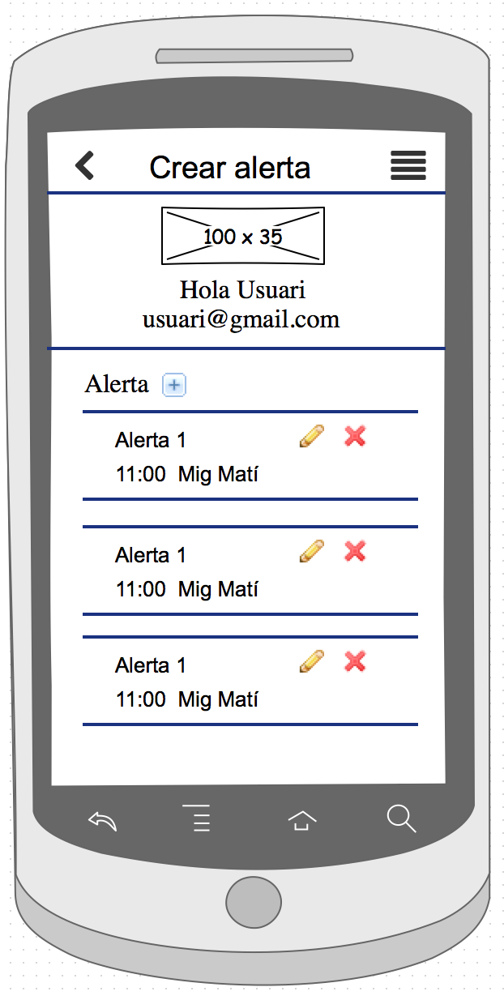 Crear alerta
100 x 35
Hola Usuari
usuari@gmail.com
Alerta
Alerta 1
11:00 Mig Matí
Alerta 1
11:00 Mig Matí
Alerta 1
11:00 Mig Matí